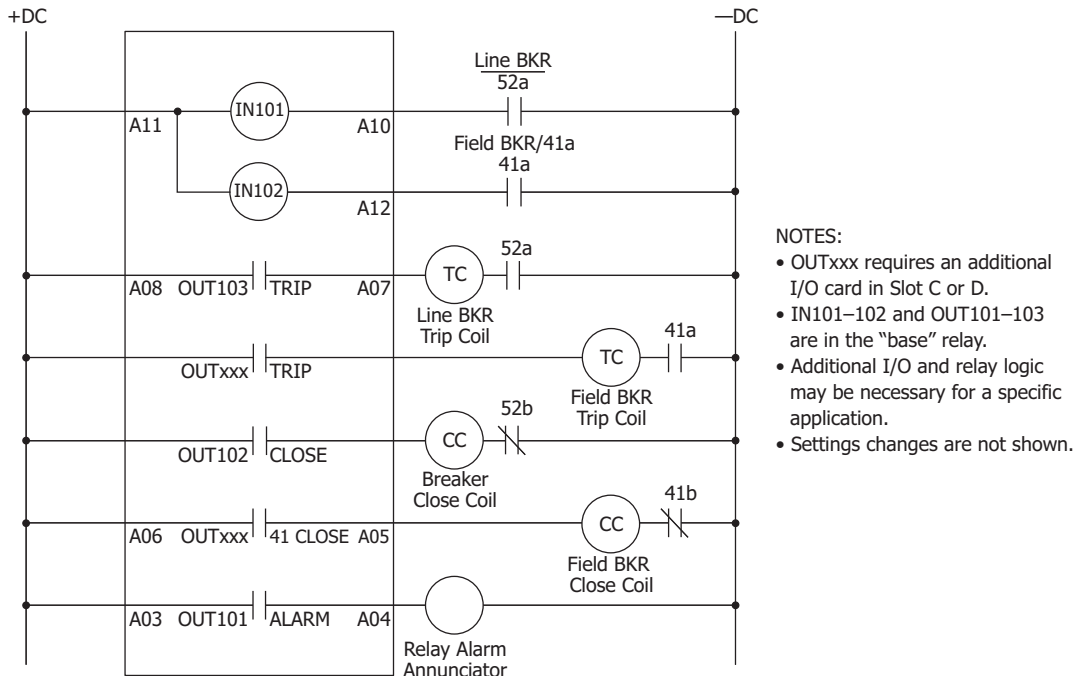 +DC
—DC
Line BKR
52a
IN101
A11
A10
Field BKR/41a
41a
IN102
A12
NOTES:
• OUTxxx requires an additional
I/O card in Slot C or D.
• IN101–102 and OUT101–103
are in the “base” relay.
• Additional I/O and relay logic
may be necessary for a specific
application.
• Settings changes are not shown.
52a
TC
A08 OUT103 TRIP A07
Line BKR
Trip Coil
41a
TC
OUTxxx TRIP
Field BKR
Trip Coil
52b
CC
OUT102 CLOSE
Breaker
Close Coil
41b
CC
A06 OUTxxx 41 CLOSE A05
Field BKR
Close Coil
A03 OUT101 ALARM A04
Relay Alarm
Annunciator